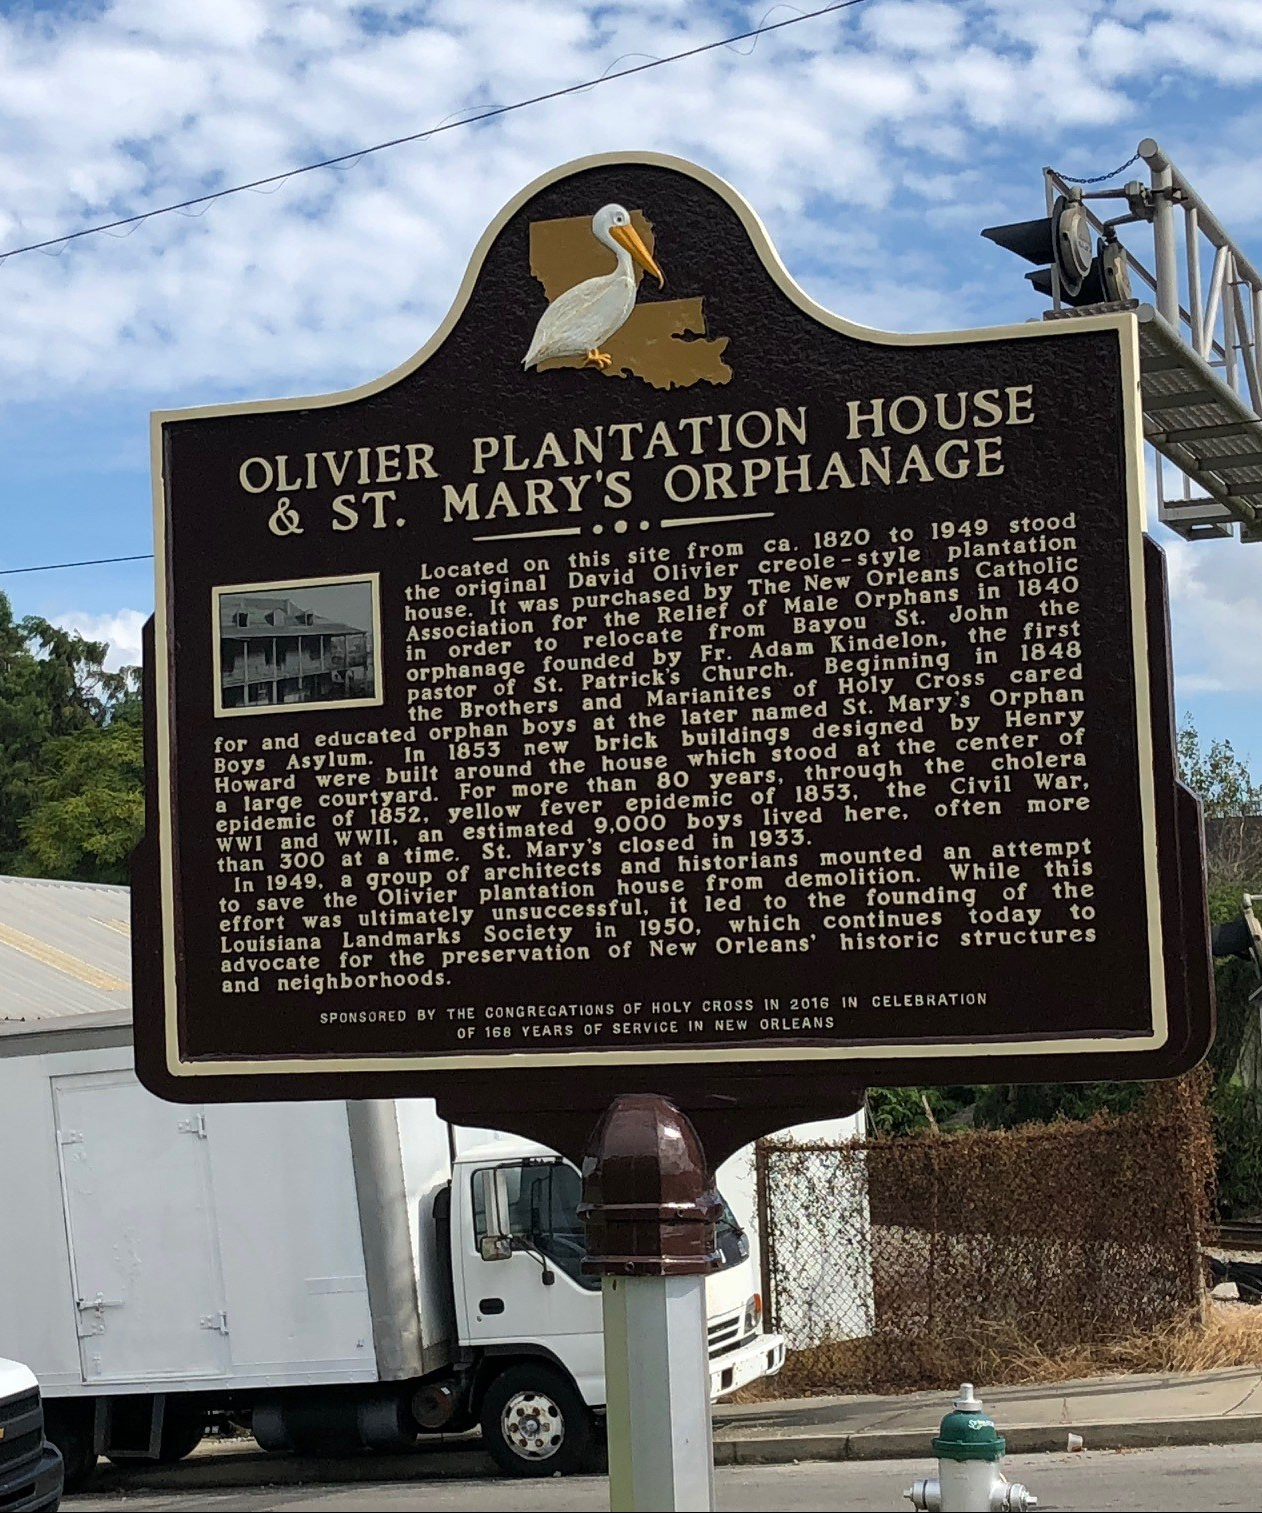 OLIVIER PLANTATION HOUSE
& ST. MARY'S ORPHANAGE
Located on this site from ca. 1820 to 1949 stood
the original David Olivier creole-style plantation
house. It was purchased by The New Orleans Catholic
Association for the Relief of Male Orphans in 1840
in order to relocate from Bayou St. John the
orphanage founded by Fr. Adam Kindelon, the first
pastor of St. Patrick's Church. Beginning in 1848
the Brothers and Marianites of Holy Cross cared
for and educated orphan boys at the later named St. Mary's Orphan
Boys Asylum. In 1853 new brick buildings designed by Henry
Howard were built around the house which stood at the center of
a large courtyard. For more than 80 years, through the cholera
epidemic of 1852, yellow fever epidemic of 1853, the Civil War,
WWI and WWII, an estimated 9,000 boys lived here, often more
than 300 at a time. St. Mary's closed in 1933.
In 1949, a group of architects and historians mounted an attempt
to save the Olivier plantation house from demolition. While this
effort was ultimately unsuccessful, it led to the founding of the
Louisiana Landmarks Society in 1950, which continues today to
advocate for the preservation of New Orleans' historic structures
and neighborhoods.
SPONSORED BY THE CONGREGATIONS OF HOLY CROSS IN 2016 IN CELEBRATION
OF 168 YEARS OF SERVICE IN NEW ORLEANS